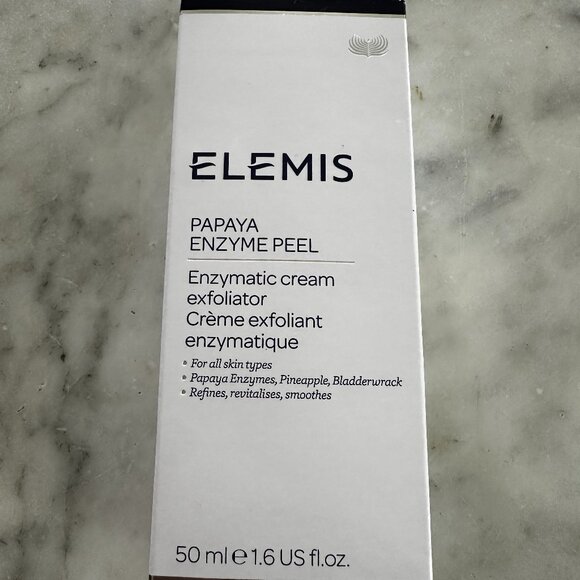 ELEMIS
PAPAYA
ENZYME PEEL
Enzymatic cream
exfoliator
Crème exfoliant
enzymatique
• For all skin types
• Papaya Enzymes, Pineapple, Bladderwrack
• Refines, revitalises, smoothes
50 ml ℮ 1.6 US fl.oz.